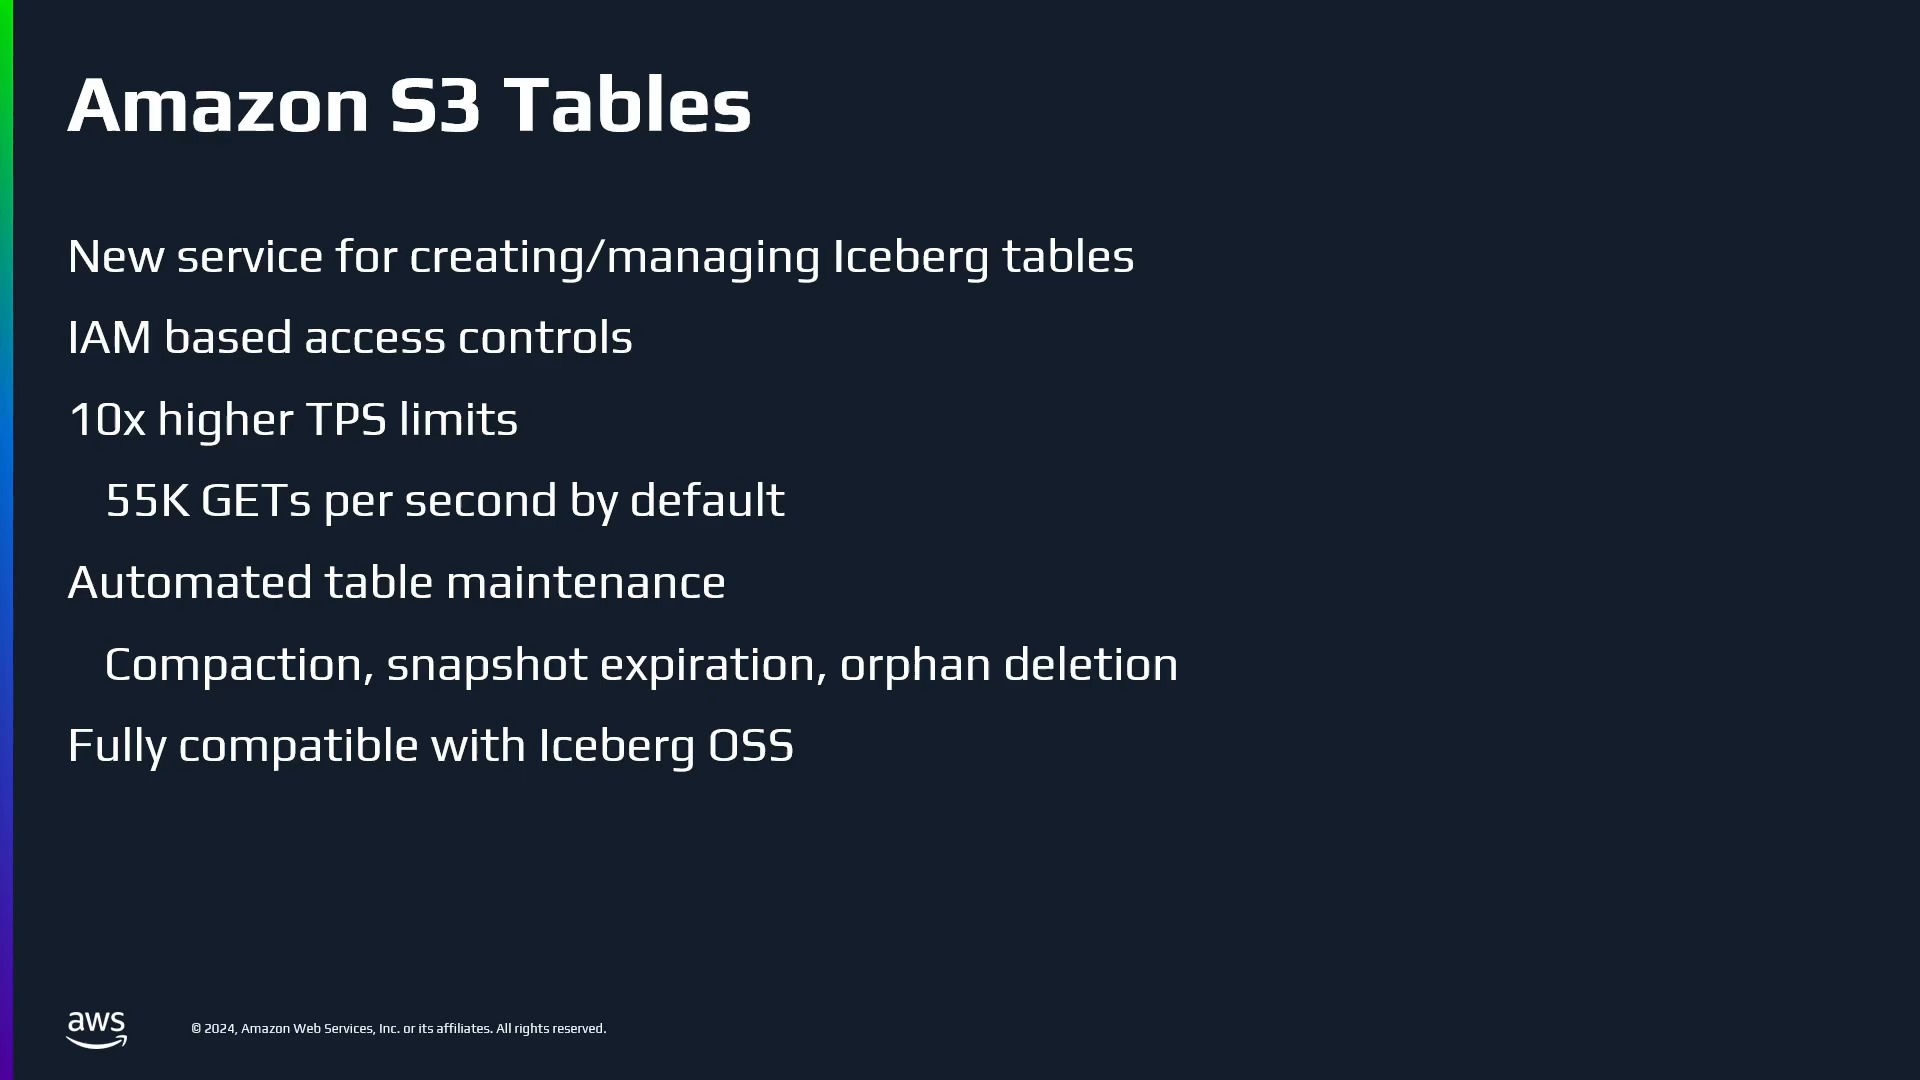 Amazon S3 Tables
New service for creating/managing Iceberg tables
IAM based access controls
10x higher TPS limits
55K GETs per second by default
Automated table maintenance
Compaction, snapshot expiration, orphan deletion
Fully compatible with Iceberg OSS
aws
© 2024, Amazon Web Services, Inc. or its affiliates. All rights reserved.